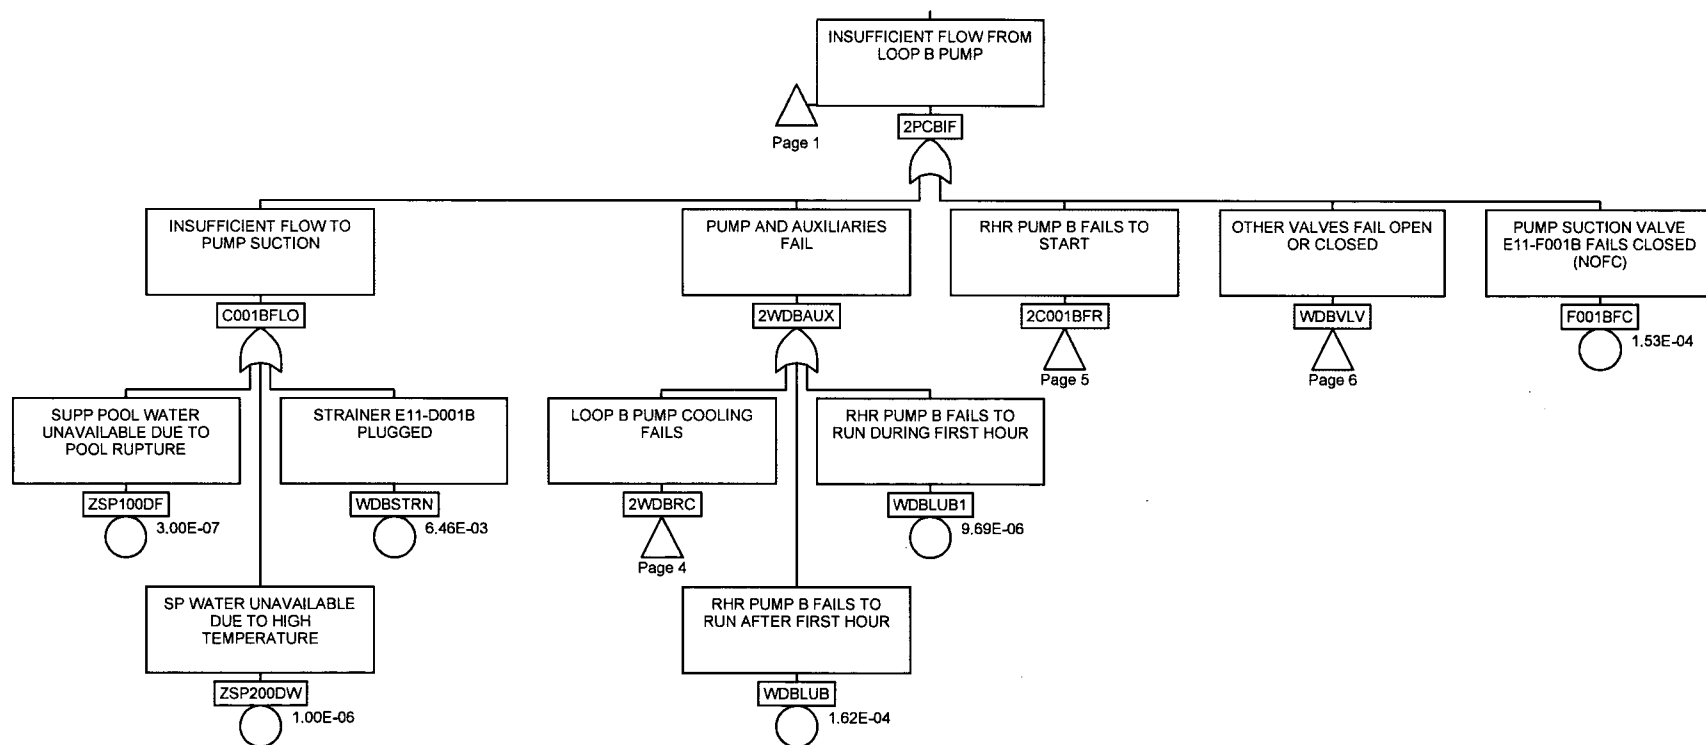 INSUFFICIENT FLOW FROM
LOOP B PUMP
Page 1
2PCBIF
INSUFFICIENT FLOW TO
PUMP SUCTION
C001BFLO
PUMP AND AUXILIARIES
FAIL
2WDBAUX
RHR PUMP B FAILS TO
START
2C001BFR
Page 5
OTHER VALVES FAIL OPEN
OR CLOSED
WDBVLV
Page 6
PUMP SUCTION VALVE
E11-F001B FAILS CLOSED
(NOFC)
F001BFC
1.53E-04
SUPP POOL WATER
UNAVAILABLE DUE TO
POOL RUPTURE
ZSP100DF
3.00E-07
STRAINER E11-D001B
PLUGGED
WDBSTRN
6.46E-03
LOOP B PUMP COOLING
FAILS
2WDBRC
Page 4
RHR PUMP B FAILS TO
RUN DURING FIRST HOUR
WDBLUB1
9.69E-06
SP WATER UNAVAILABLE
DUE TO HIGH
TEMPERATURE
ZSP200DW
1.00E-06
RHR PUMP B FAILS TO
RUN AFTER FIRST HOUR
WDBLUB
1.62E-04